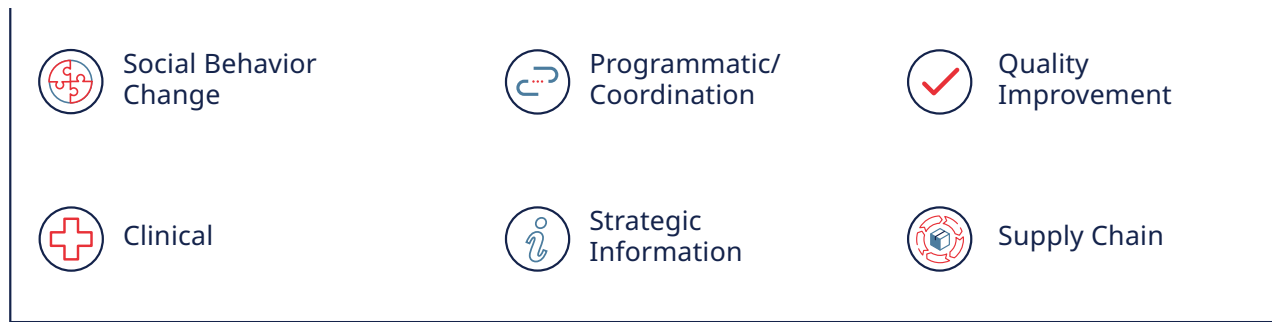 Social Behavior
Change
Programmatic/
Coordination
Quality
Improvement
Clinical
Strategic
Information
Supply Chain